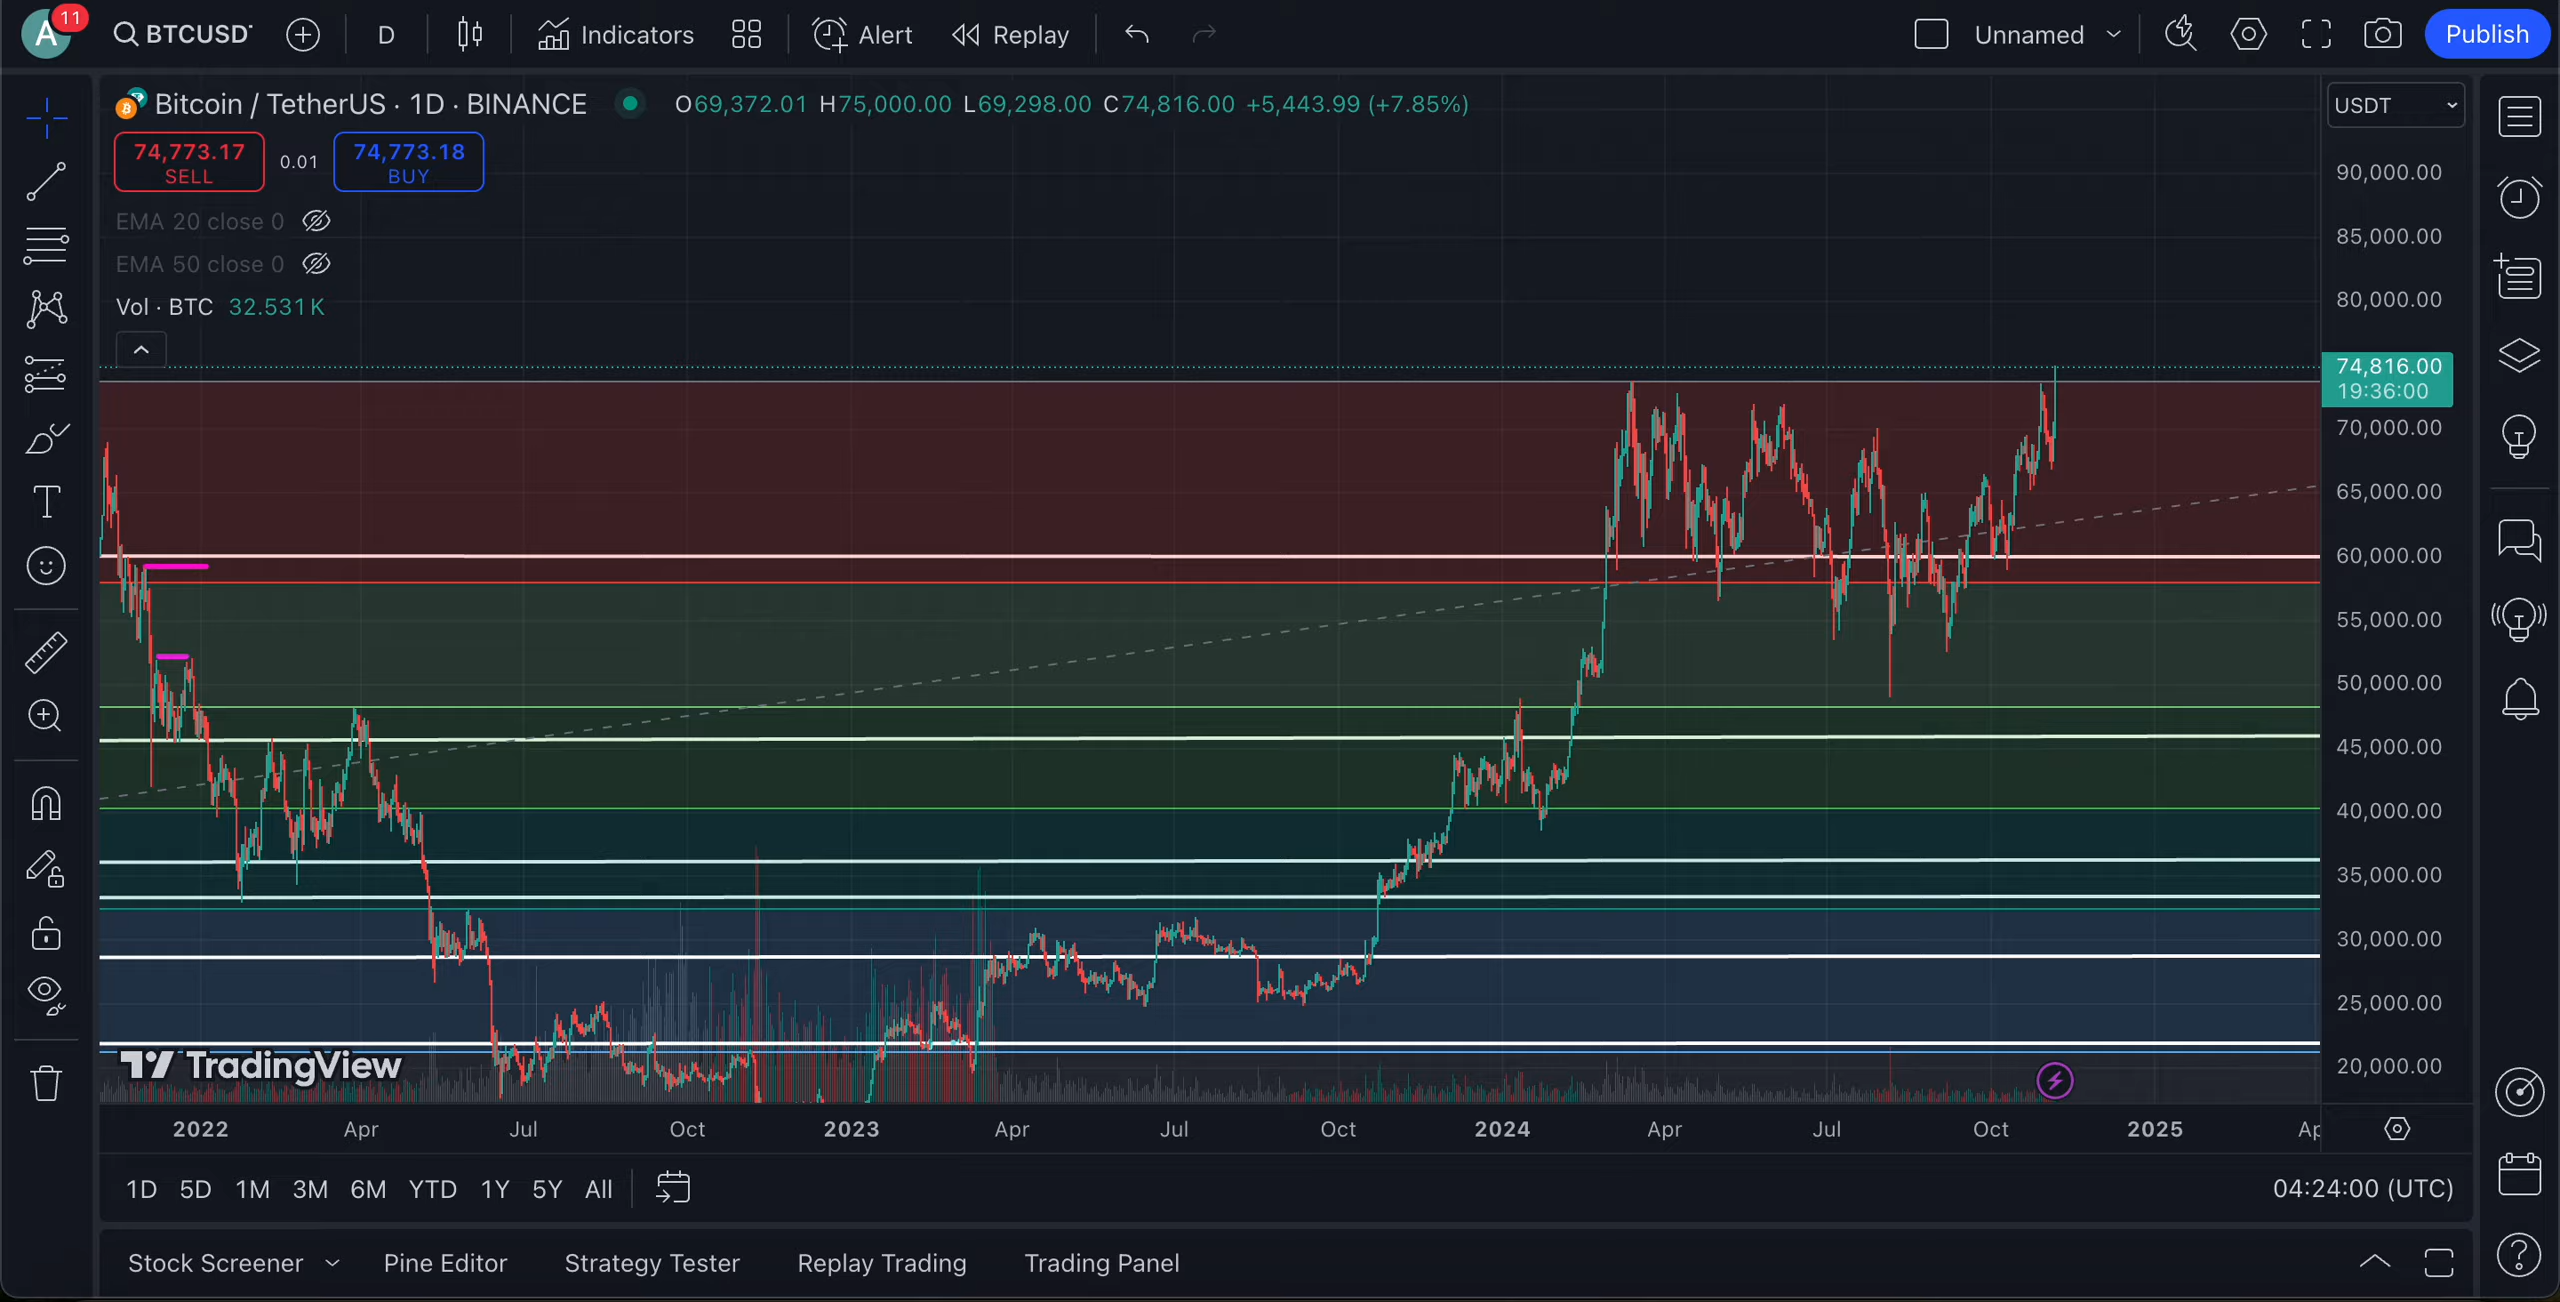 A 11 BTCUSDT D Indicators Alert Replay Unnamed Publish
Bitcoin / TetherUS · 1D · BINANCE O69,372.01 H75,000.00 L69,298.00 C74,816.00 +5,443.99 (+7.85%)
USDT
74,773.17
SELL
0.01
74,773.18
BUY
EMA 20 close 0
EMA 50 close 0
Vol · BTC 32.531 K
90,000.00
85,000.00
80,000.00
74,816.00
19:36:00
70,000.00
65,000.00
60,000.00
55,000.00
50,000.00
45,000.00
40,000.00
35,000.00
30,000.00
25,000.00
20,000.00
TradingView
2022 Apr Jul Oct 2023 Apr Jul Oct 2024 Apr Jul Oct 2025
1D 5D 1M 3M 6M YTD 1Y 5Y All
04:24:00 (UTC)
Stock Screener Pine Editor Strategy Tester Replay Trading Trading Panel